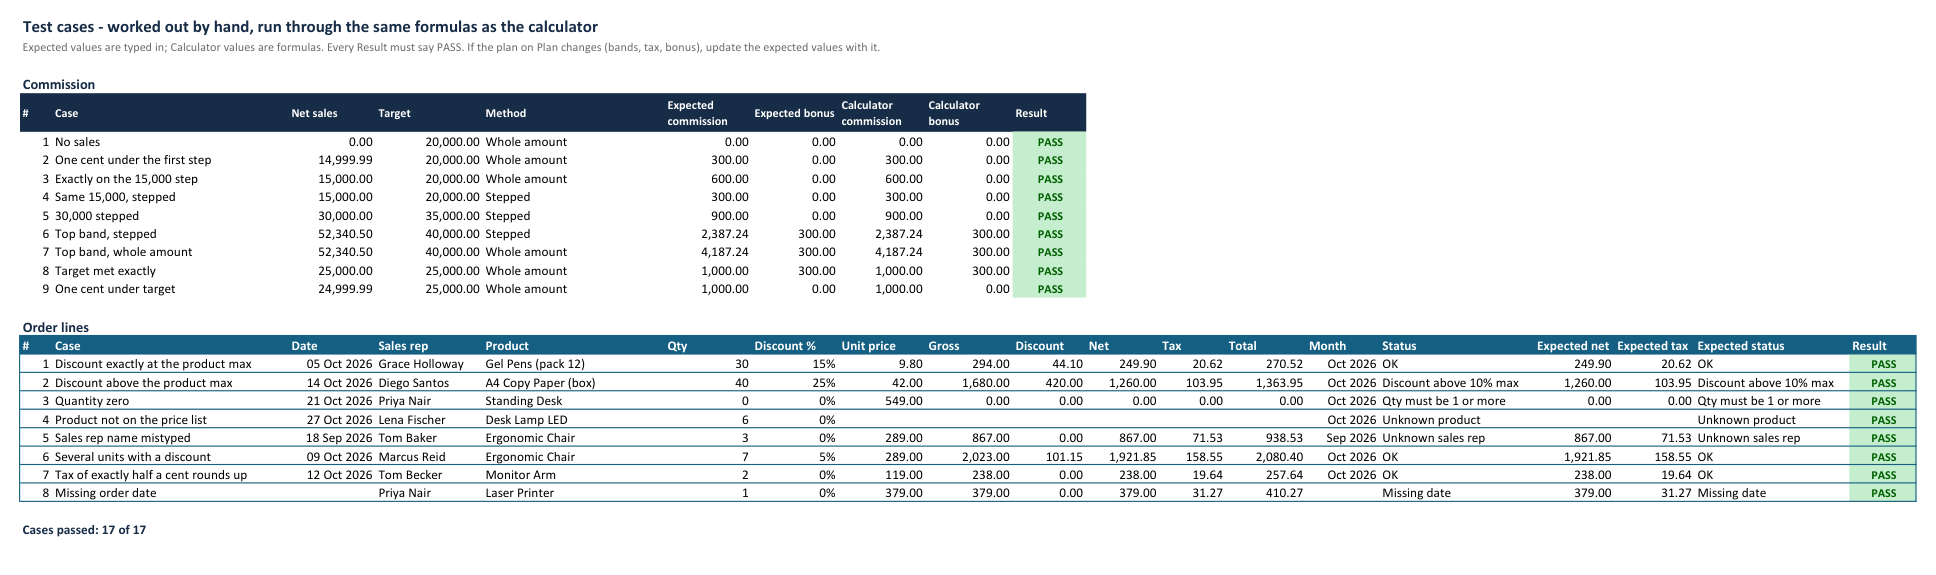 Test cases - worked out by hand, run through the same formulas as the calculator
Expected values are typed in; Calculator values are formulas. Every Result must say PASS. If the plan on Plan changes (bands, tax, bonus), update the expected values with it.
Commission
# Case Net sales Target Method Expected commission Expected bonus Calculator commission Calculator bonus Result
1 No sales 0.00 20,000.00 Whole amount 0.00 0.00 0.00 0.00 PASS
2 One cent under the first step 14,999.99 20,000.00 Whole amount 300.00 0.00 300.00 0.00 PASS
3 Exactly on the 15,000 step 15,000.00 20,000.00 Whole amount 600.00 0.00 600.00 0.00 PASS
4 Same 15,000, stepped 15,000.00 20,000.00 Stepped 300.00 0.00 300.00 0.00 PASS
5 30,000 stepped 30,000.00 35,000.00 Stepped 900.00 0.00 900.00 0.00 PASS
6 Top band, stepped 52,340.50 40,000.00 Stepped 2,387.24 300.00 2,387.24 300.00 PASS
7 Top band, whole amount 52,340.50 40,000.00 Whole amount 4,187.24 300.00 4,187.24 300.00 PASS
8 Target met exactly 25,000.00 25,000.00 Whole amount 1,000.00 300.00 1,000.00 300.00 PASS
9 One cent under target 24,999.99 25,000.00 Whole amount 1,000.00 0.00 1,000.00 0.00 PASS
Order lines
# Case Date Sales rep Product Qty Discount % Unit price Gross Discount Net Tax Total Month Status Expected net Expected tax Expected status Result
1 Discount exactly at the product max 05 Oct 2026 Grace Holloway Gel Pens (pack 12) 30 15% 9.80 294.00 44.10 249.90 20.62 270.52 Oct 2026 OK 249.90 20.62 OK PASS
2 Discount above the product max 14 Oct 2026 Diego Santos A4 Copy Paper (box) 40 25% 42.00 1,680.00 420.00 1,260.00 103.95 1,363.95 Oct 2026 Discount above 10% max 1,260.00 103.95 Discount above 10% max PASS
3 Quantity zero 21 Oct 2026 Priya Nair Standing Desk 0 0% 549.00 0.00 0.00 0.00 0.00 0.00 Oct 2026 Qty must be 1 or more 0.00 0.00 Qty must be 1 or more PASS
4 Product not on the price list 27 Oct 2026 Lena Fischer Desk Lamp LED 6 0% Oct 2026 Unknown product Unknown product PASS
5 Sales rep name mistyped 18 Sep 2026 Tom Baker Ergonomic Chair 3 0% 289.00 867.00 0.00 867.00 71.53 938.53 Sep 2026 Unknown sales rep 867.00 71.53 Unknown sales rep PASS
6 Several units with a discount 09 Oct 2026 Marcus Reid Ergonomic Chair 7 5% 289.00 2,023.00 101.15 1,921.85 158.55 2,080.40 Oct 2026 OK 1,921.85 158.55 OK PASS
7 Tax of exactly half a cent rounds up 12 Oct 2026 Tom Becker Monitor Arm 2 0% 119.00 238.00 0.00 238.00 19.64 257.64 Oct 2026 OK 238.00 19.64 OK PASS
8 Missing order date Priya Nair Laser Printer 1 0% 379.00 379.00 0.00 379.00 31.27 410.27 Missing date 379.00 31.27 Missing date PASS
Cases passed: 17 of 17